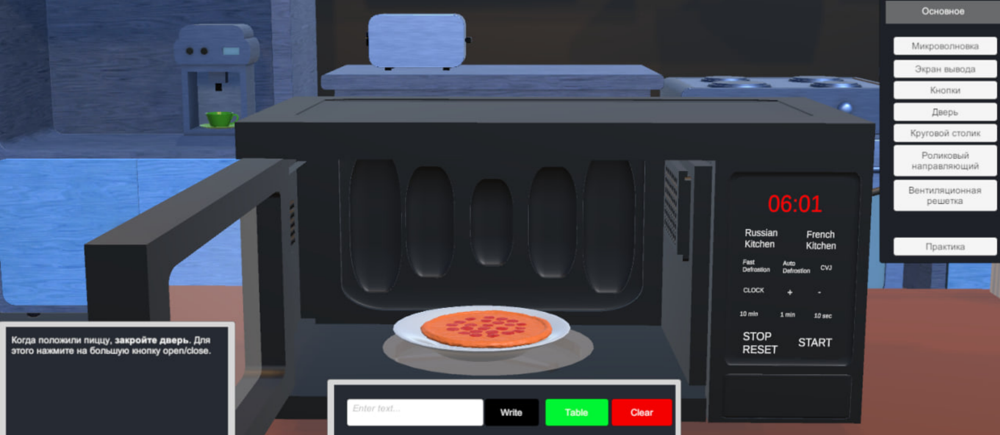 Основное
Микроволновка
Экран вывода
Кнопки
Дверь
Круговой столик
Роликовый
направляющий
Вентиляционная
решетка
Практика
06:01
Russian
Kitchen
French
Kitchen
Fast
Defrostion
Auto
Defrostion
CVJ
CLOCK
+
-
10 min
1 min
10 sec
STOP
RESET
START
Когда положили пиццу, закройте дверь. Для
этого нажмите на большую кнопку open/close.
Enter text...
Write
Table
Clear